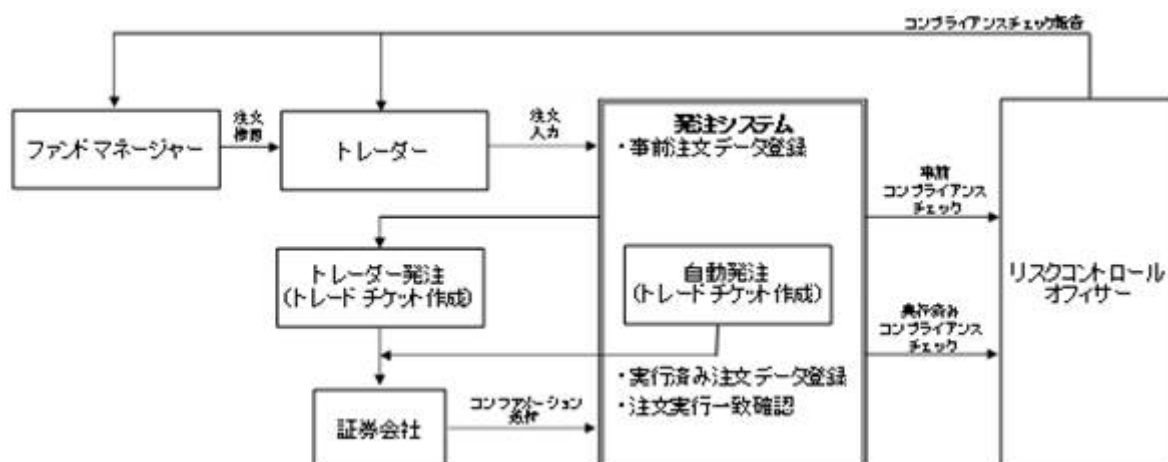 コンプライアンスチェック報告
注文
ファンドマネージャー
トレーダー
注文
入力
発注システム
・事前注文データ登録
事前
コンプライアンス
チェック
トレーダー発注
(トレードチケット作成)
自動発注
(トレードチケット作成)
リスクコントロール
オフィサー
実行済み
コンプライアンス
チェック
・実行済み注文データ登録
・注文実行一致確認
証券会社
コンファメーション
送付